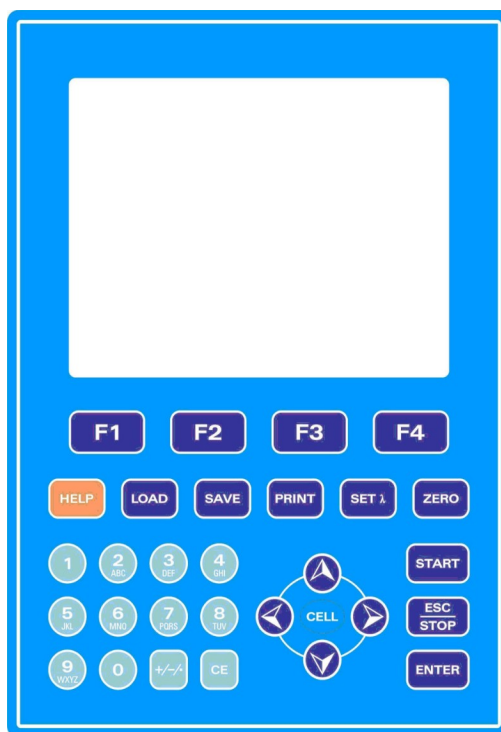 F1 F2 F3 F4
HELP LOAD SAVE PRINT SET λ ZERO
1 2 3 4 START
ABC DEF GHI
CELL
5 6 7 8 ESC
JKL MNO PQRS TUV STOP
9 0 +/-/• CE ENTER
WXYZ